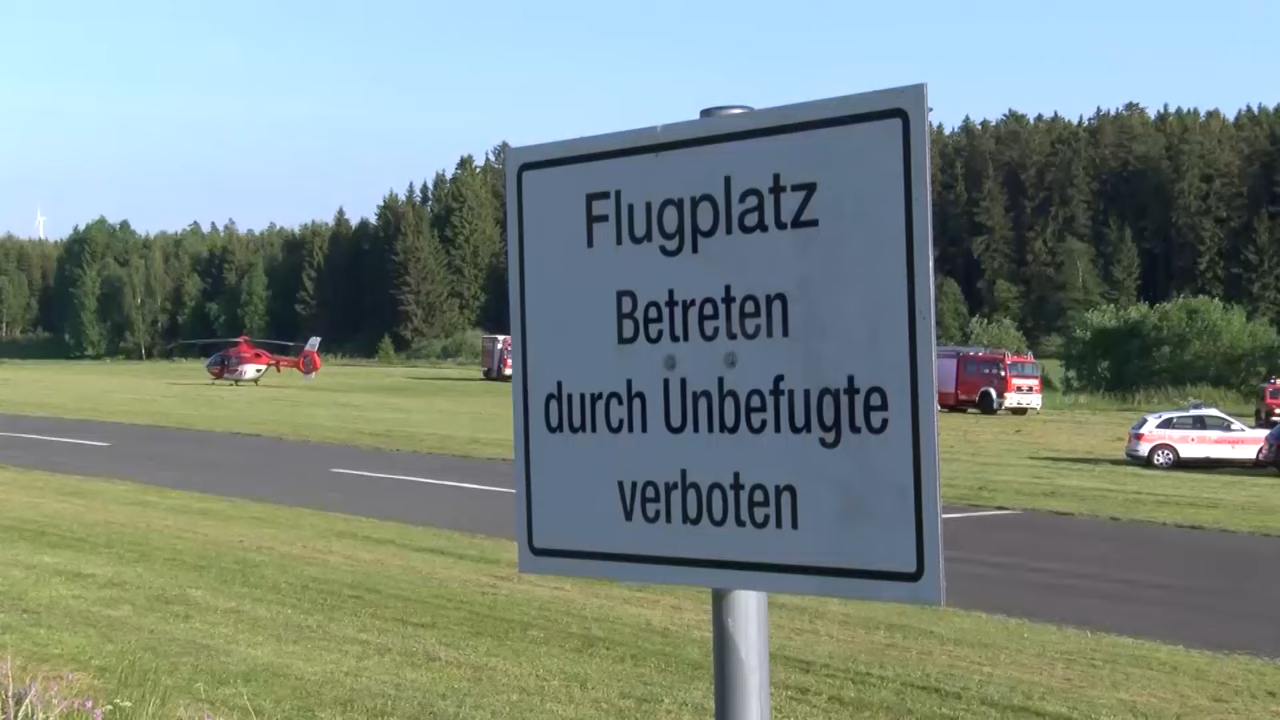 Flugplatz
Betreten
durch Unbefugte
verboten